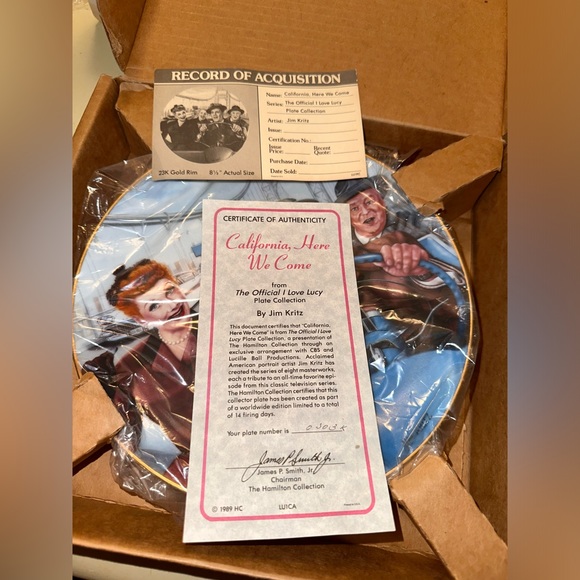 RECORD OF ACQUISITION
Name: California, Here We Come
Series: The Official I Love Lucy
Plate Collection
Artist: Jim Kritz
Issue:
Certification No.:
Issue Price: Recent Quote:
Purchase Date:
Date Sold:
23K Gold Rim 8½" Actual Size
CERTIFICATE OF AUTHENTICITY
California, Here
We Come
from
The Official I Love Lucy
Plate Collection
By Jim Kritz
This document certifies that "California,
Here We Come" is from The Official I Love
Lucy Plate Collection, a presentation of
The Hamilton Collection through an
exclusive arrangement with CBS and
Lucille Ball Productions. Acclaimed
American portrait artist Jim Kritz has
created the series of eight masterworks,
each a tribute to an all-time favorite epi-
sode from this classic television series.
The Hamilton Collection certifies that this
collector plate has been created as part
of a worldwide edition limited to a total
of 14 firing days.
Your plate number is
James P. Smith Jr.
James P. Smith, Jr.
Chairman
The Hamilton Collection
© 1989 HC LU1CA